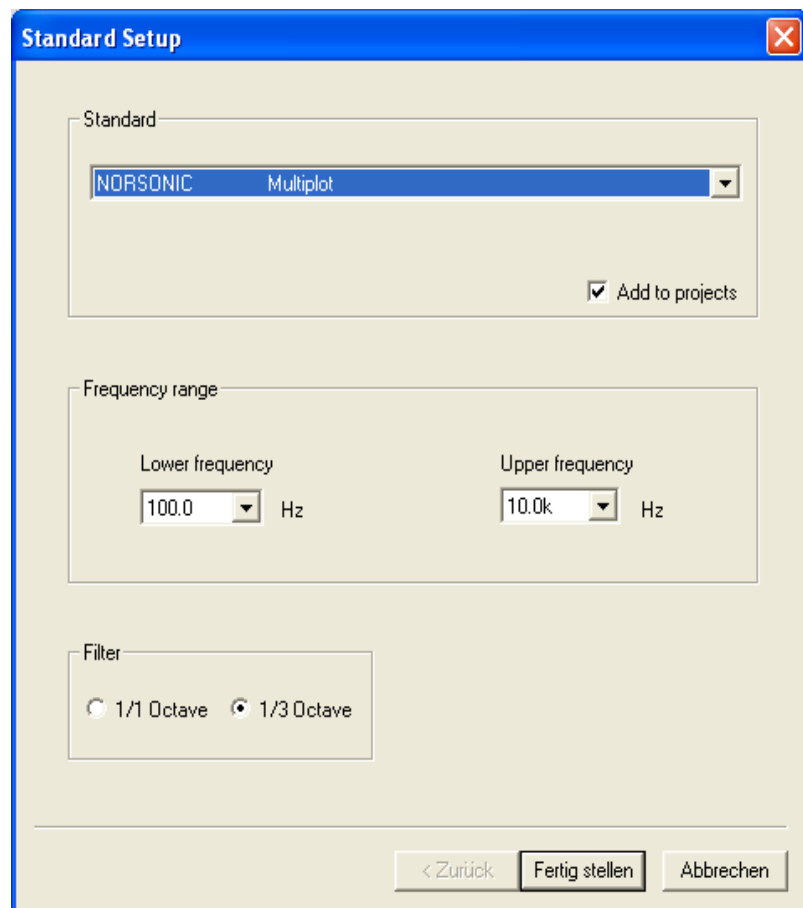 Standard Setup
Standard
NORSONIC Multiplot
Add to projects
Frequency range
Lower frequency Upper frequency
100.0 Hz 10.0k Hz
Filter
1/1 Octave 1/3 Octave
< Zurück Fertig stellen Abbrechen